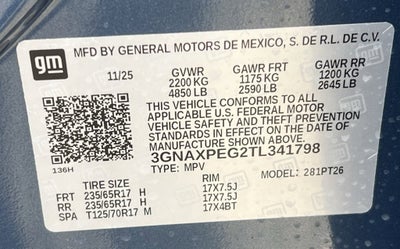 gm MFD BY GENERAL MOTORS DE MEXICO, S. DE R.L. DE C.V.
11/25 GVWR GAWR FRT GAWR RR
2200 KG 1175 KG 1200 KG
4850 LB 2590 LB 2645 LB
THIS VEHICLE CONFORMS TO ALL
APPLICABLE U.S. FEDERAL MOTOR
VEHICLE SAFETY AND THEFT PREVENTION
STANDARDS IN EFFECT ON THE DATE OF
MANUFACTURE SHOWN ABOVE.
3GNAXPEG2TL341798
136H TYPE: MPV MODEL: 281PT26
TIRE SIZE RIM
FRT 235/65R17 H 17X7.5J
RR 235/65R17 H 17X7.5J
SPA T125/70R17 M 17X4BT